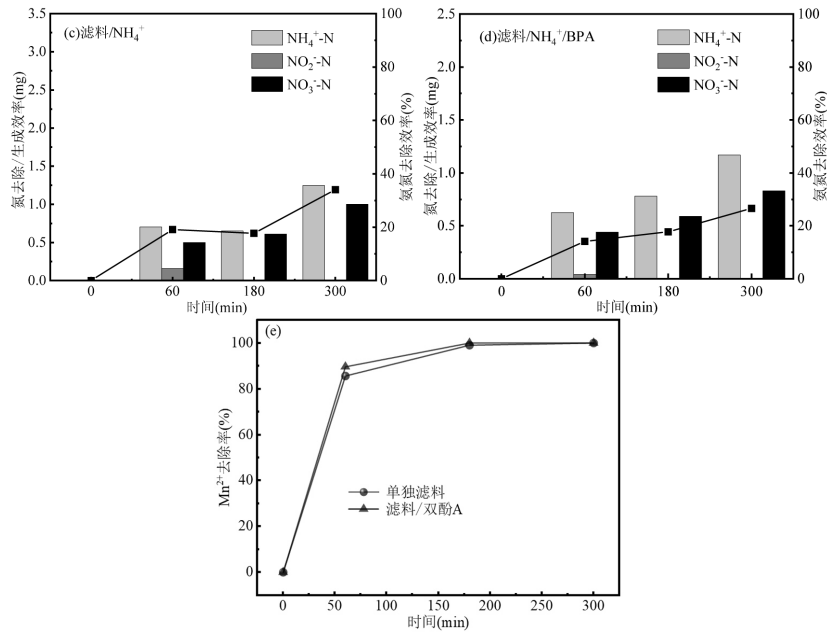 (c)滤料/NH₄⁺
NH₄⁺-N
NO₂⁻-N
NO₃⁻-N
氮去除/生成效率(mg)
3.5
3.0
2.5
2.0
1.5
1.0
0.5
0.0
0
60
180
300
时间(min)
100
80
60
40
20
0
氨氮去除效率(%)
(d)滤料/NH₄⁺/BPA
NH₄⁺-N
NO₂⁻-N
NO₃⁻-N
氮去除/生成效率(mg)
2.5
2.0
1.5
1.0
0.5
0.0
0
60
180
300
时间(min)
100
80
60
40
20
0
氨氮去除效率(%)
(e)
Mn²⁺去除率(%)
100
80
60
40
20
0
单独滤料
滤料/双酚A
0
50
100
150
200
250
300
时间(min)